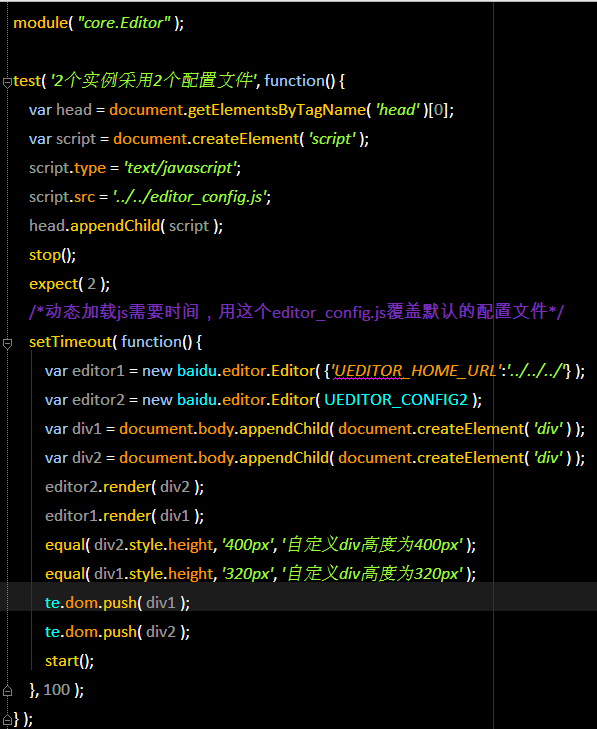 module( "core.Editor" );
test( '2个实例采用2个配置文件', function() {
var head = document.getElementsByTagName( 'head' )[0];
var script = document.createElement( 'script' );
script.type = 'text/javascript';
script.src = '../../editor_config.js';
head.appendChild( script );
stop();
expect( 2 );
/*动态加载js需要时间，用这个editor_config.js覆盖默认的配置文件*/
setTimeout( function() {
var editor1 = new baidu.editor.Editor( {'UEDITOR_HOME_URL':'../../../'} );
var editor2 = new baidu.editor.Editor( UEDITOR_CONFIG2 );
var div1 = document.body.appendChild( document.createElement( 'div' ) );
var div2 = document.body.appendChild( document.createElement( 'div' ) );
editor2.render( div2 );
editor1.render( div1 );
equal( div2.style.height, '400px', '自定义div高度为400px' );
equal( div1.style.height, '320px', '自定义div高度为320px' );
te.dom.push( div1 );
te.dom.push( div2 );
start();
}, 100 );
} );